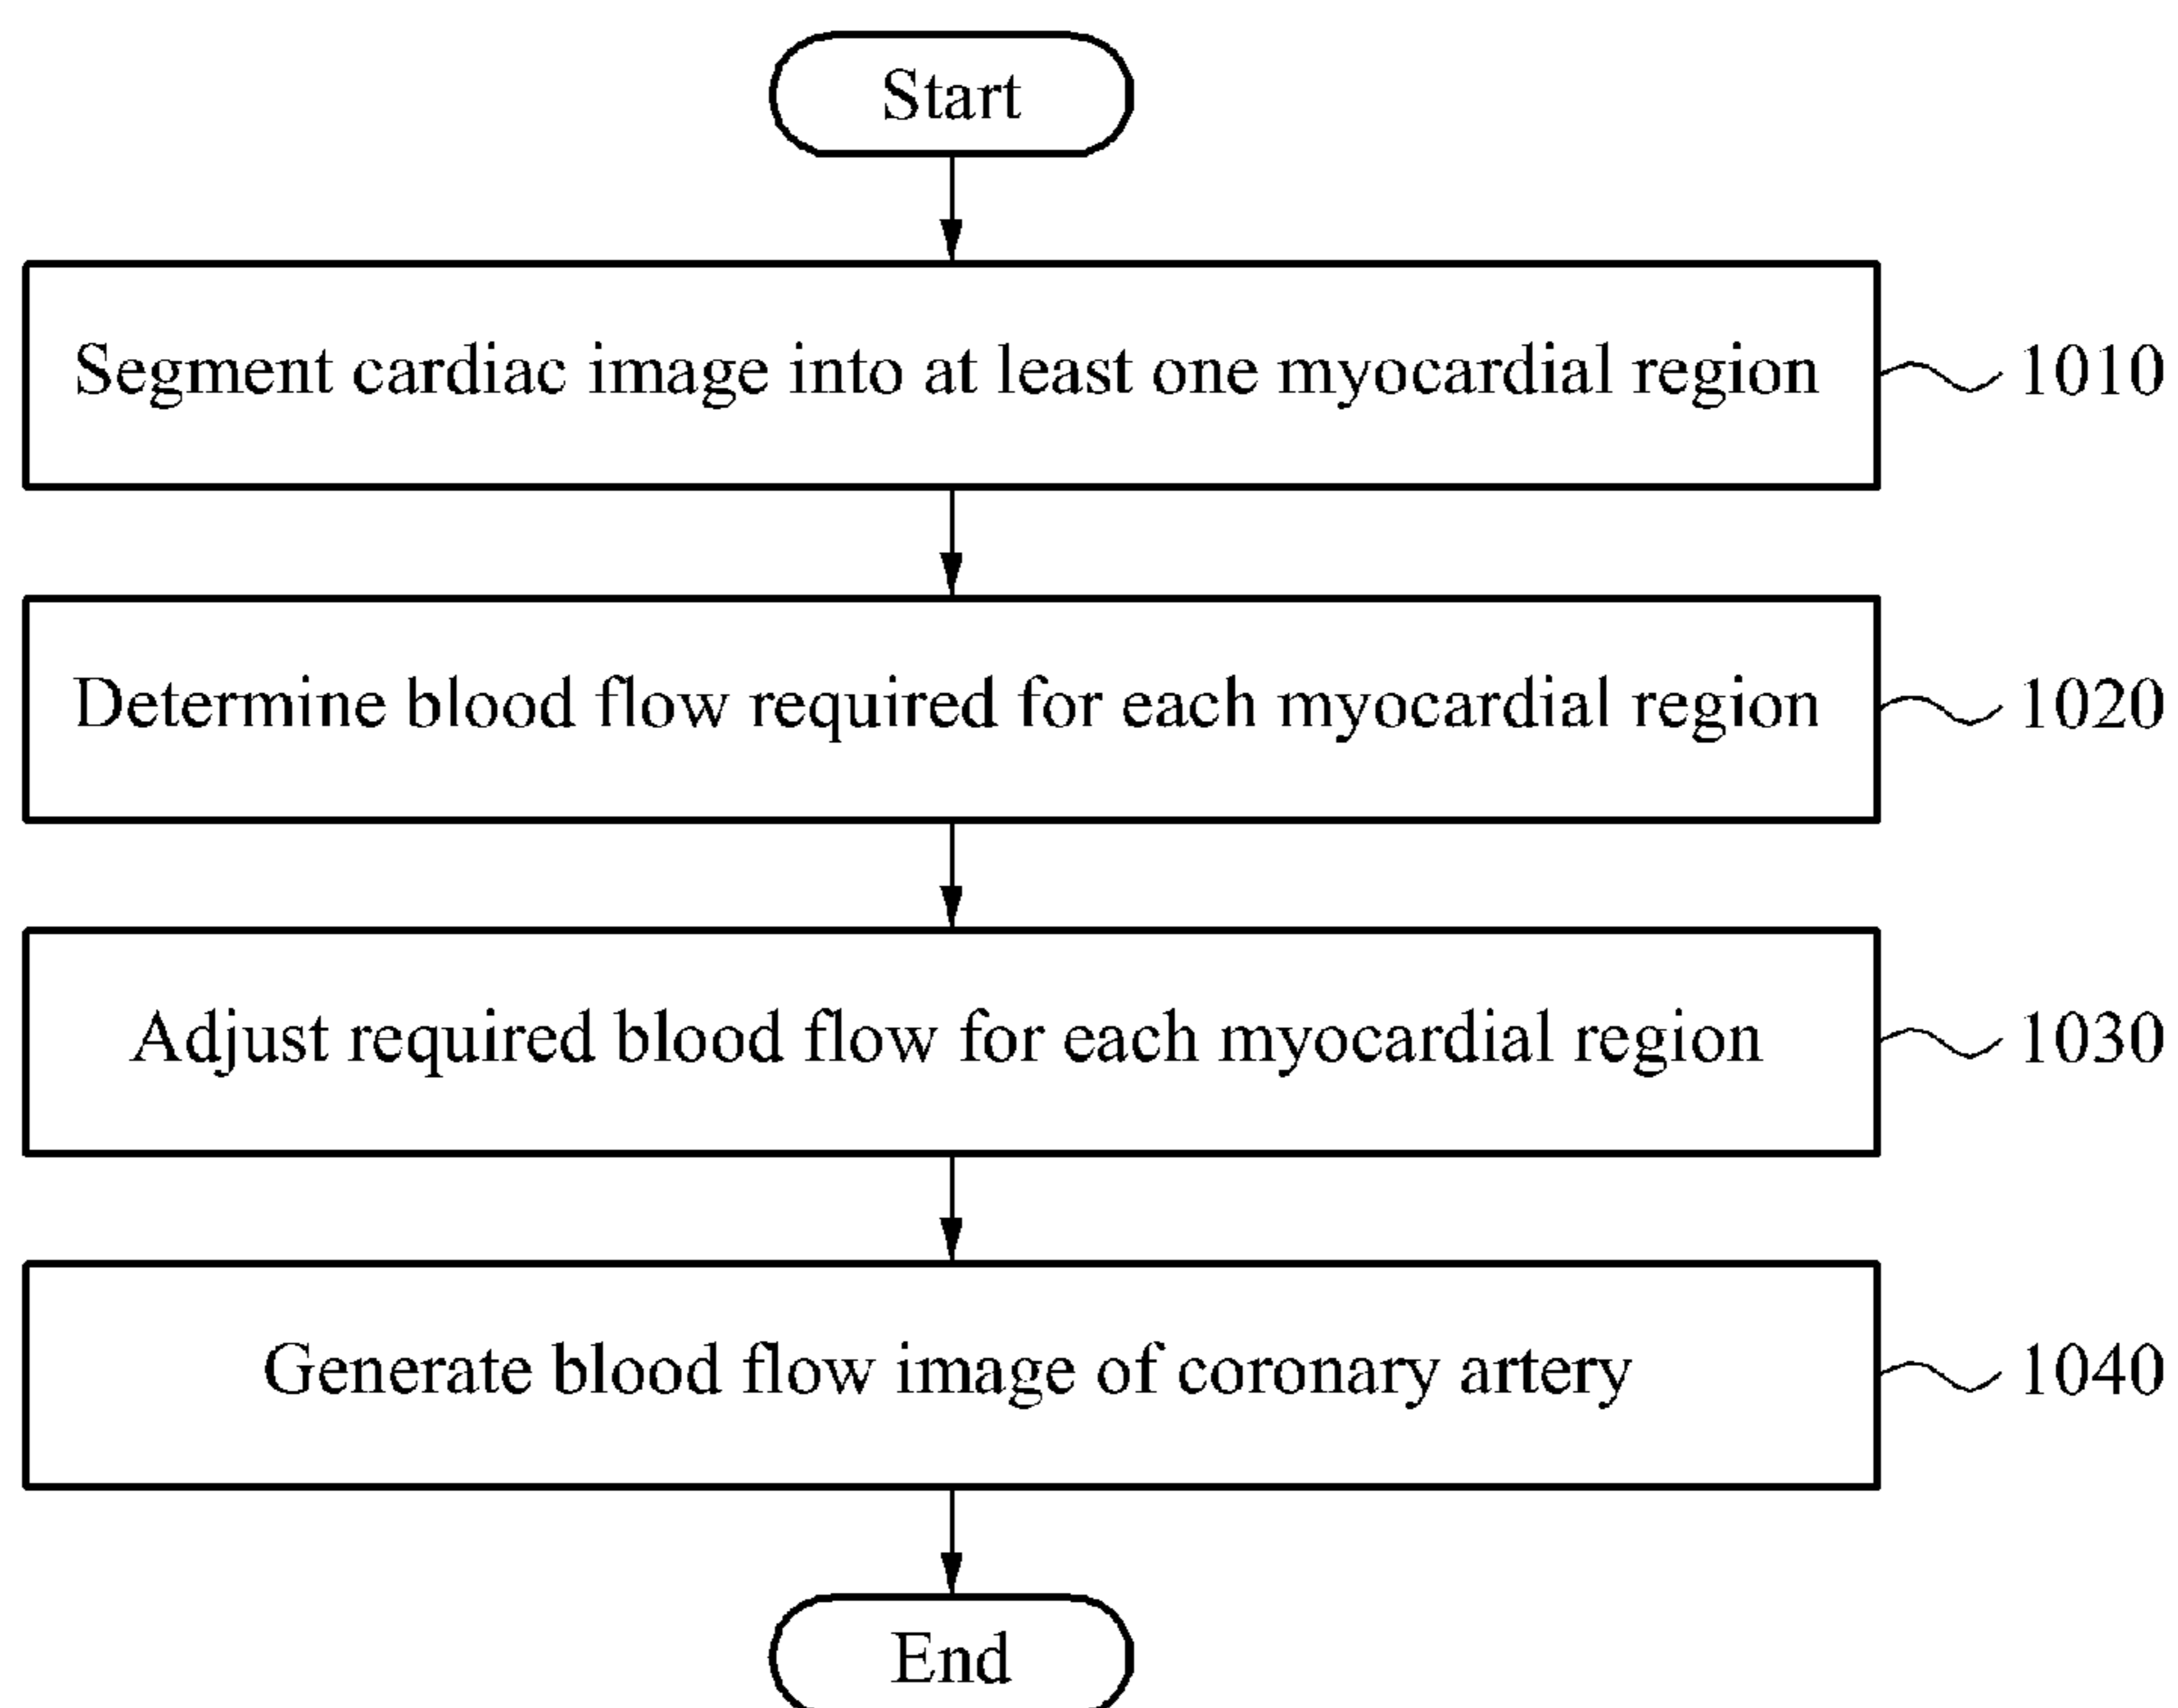 Start
Segment cardiac image into at least one myocardial region
1010
Determine blood flow required for each myocardial region
1020
Adjust required blood flow for each myocardial region
1030
Generate blood flow image of coronary artery
1040
End